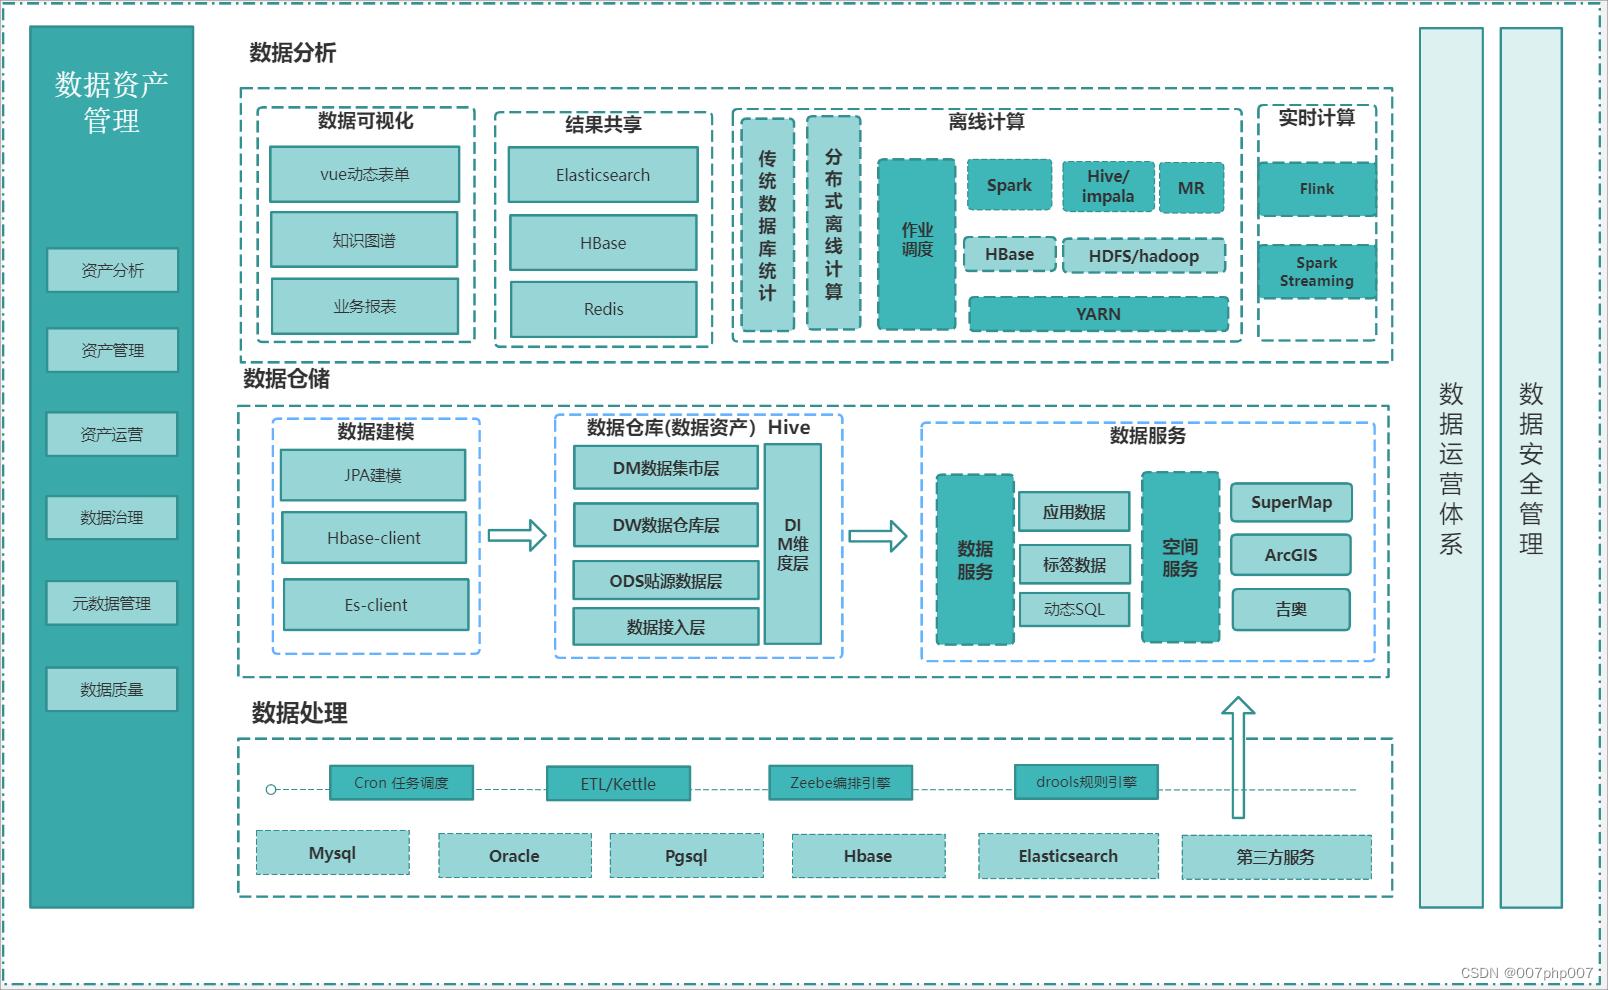 数据资产
管理
资产分析
资产管理
资产运营
数据治理
元数据管理
数据质量
数据分析
数据可视化
vue动态表单
知识图谱
业务报表
结果共享
Elasticsearch
HBase
Redis
离线计算
传统数据库统计
分布式离线计算
作业
调度
Spark
Hive/
impala
MR
HBase
HDFS/hadoop
YARN
实时计算
Flink
Spark
Streaming
数据仓储
数据建模
JPA建模
Hbase-client
Es-client
数据仓库(数据资产）Hive
DM数据集市层
DW数据仓库层
ODS贴源数据层
数据接入层
DI
M维
度层
数据服务
数据
服务
应用数据
标签数据
动态SQL
空间
服务
SuperMap
ArcGIS
吉奥
数据处理
Cron 任务调度
ETL/Kettle
Zeebe编排引擎
drools规则引擎
Mysql
Oracle
Pgsql
Hbase
Elasticsearch
第三方服务
数据运营体系
数据安全管理
CSDN @007php007